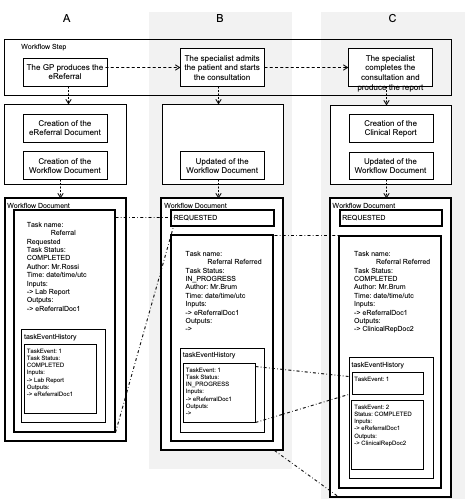 A
B
C
Workflow Step
The GP produces the
eReferral
The specialist admits
the patient and starts
the consultation
The specialist
completes the
consultation and
produce the report
Creation of the
eReferral Document
Creation of the
Workflow Document
Updated of the
Workflow Document
Creation of the
Clinical Report
Updated of the
Workflow Document
Workflow Document
Task name:
Referral
Requested
Task Status:
COMPLETED
Author: Mr.Rossi
Time: date/time/utc
Inputs:
-> Lab Report
Outputs:
-> eReferralDoc1
taskEventHistory
TaskEvent: 1
Task Status:
COMPLETED
Inputs:
-> Lab Report
Outputs:
-> eReferralDoc1
Workflow Document
REQUESTED
Task name:
Referral Referred
Task Status:
IN_PROGRESS
Author: Mr.Brum
Time: date/time/utc
Inputs:
-> eReferralDoc1
Outputs:
->
taskEventHistory
TaskEvent: 1
Task Status:
IN_PROGRESS
Inputs:
-> eReferralDoc1
Outputs:
->
Workflow Document
REQUESTED
Task name:
Referral Referred
Task Status:
COMPLETED
Author: Mr.Brum
Time: date/time/utc
Inputs:
-> eReferralDoc1
Outputs:
-> ClinicalRepDoc2
taskEventHistory
TaskEvent: 1
TaskEvent: 2
Status: COMPLETED
Inputs:
-> eReferralDoc1
Outputs:
-> ClinicalRepDoc2